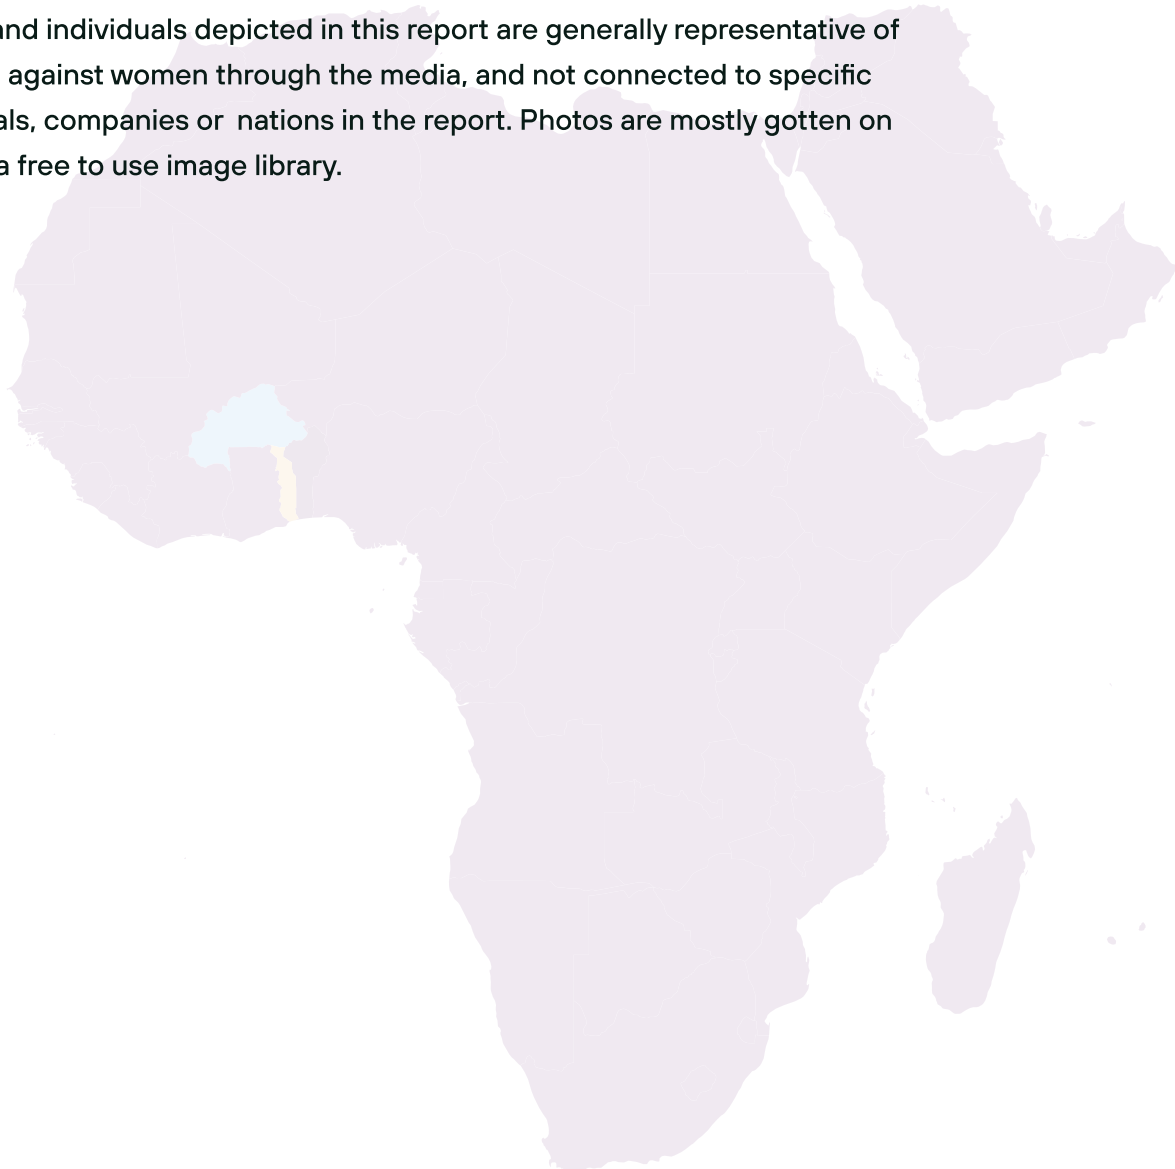 and individuals depicted in this report are generally representative of
against women through the media, and not connected to specific
als, companies or  nations in the report. Photos are mostly gotten on
a free to use image library.